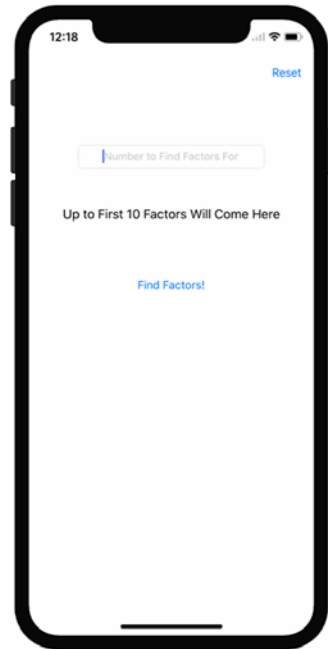 12:18
Reset
Number to Find Factors For
Up to First 10 Factors Will Come Here
Find Factors!